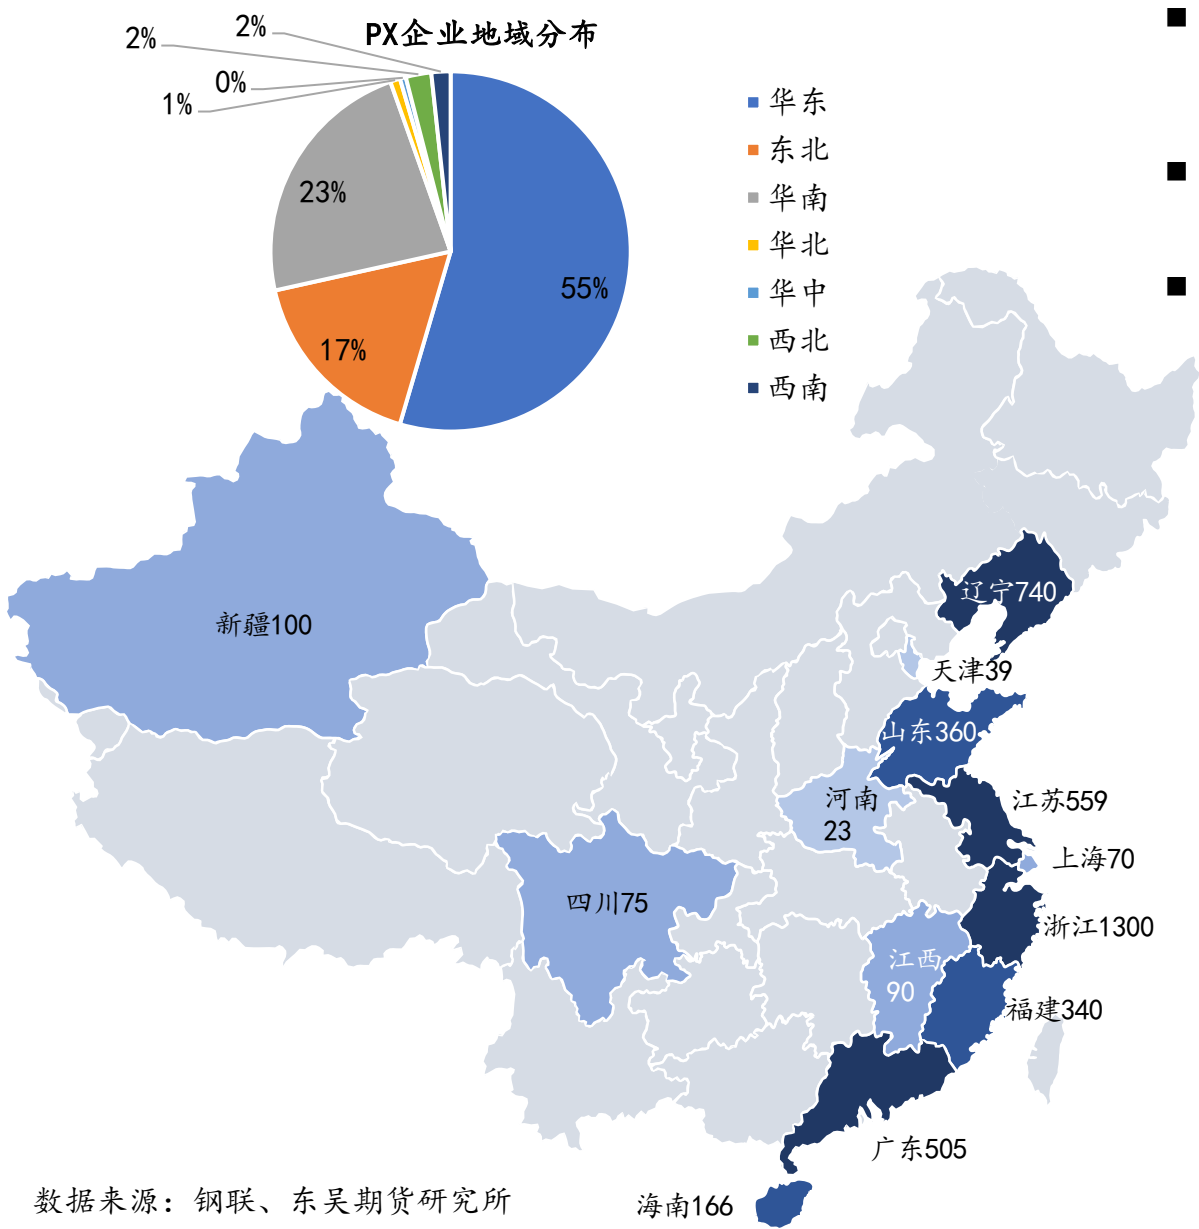 PX企业地域分布
2%
2%
0%
1%
23%
17%
55%
华东
东北
华南
华北
华中
西北
西南
新疆100
辽宁740
天津39
山东360
河南
23
江苏559
上海70
四川75
浙江1300
江西
90
福建340
广东505
海南166
数据来源：钢联、东吴期货研究所